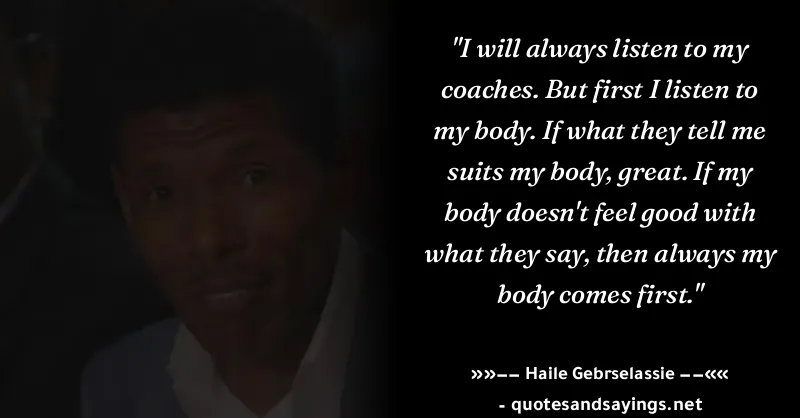 "I will always listen to my
coaches. But first I listen to
my body. If what they tell me
suits my body, great. If my
body doesn't feel good with
what they say, then always my
body comes first."
»»−− Haile Gebrselassie −−««
- quotesandsayings.net